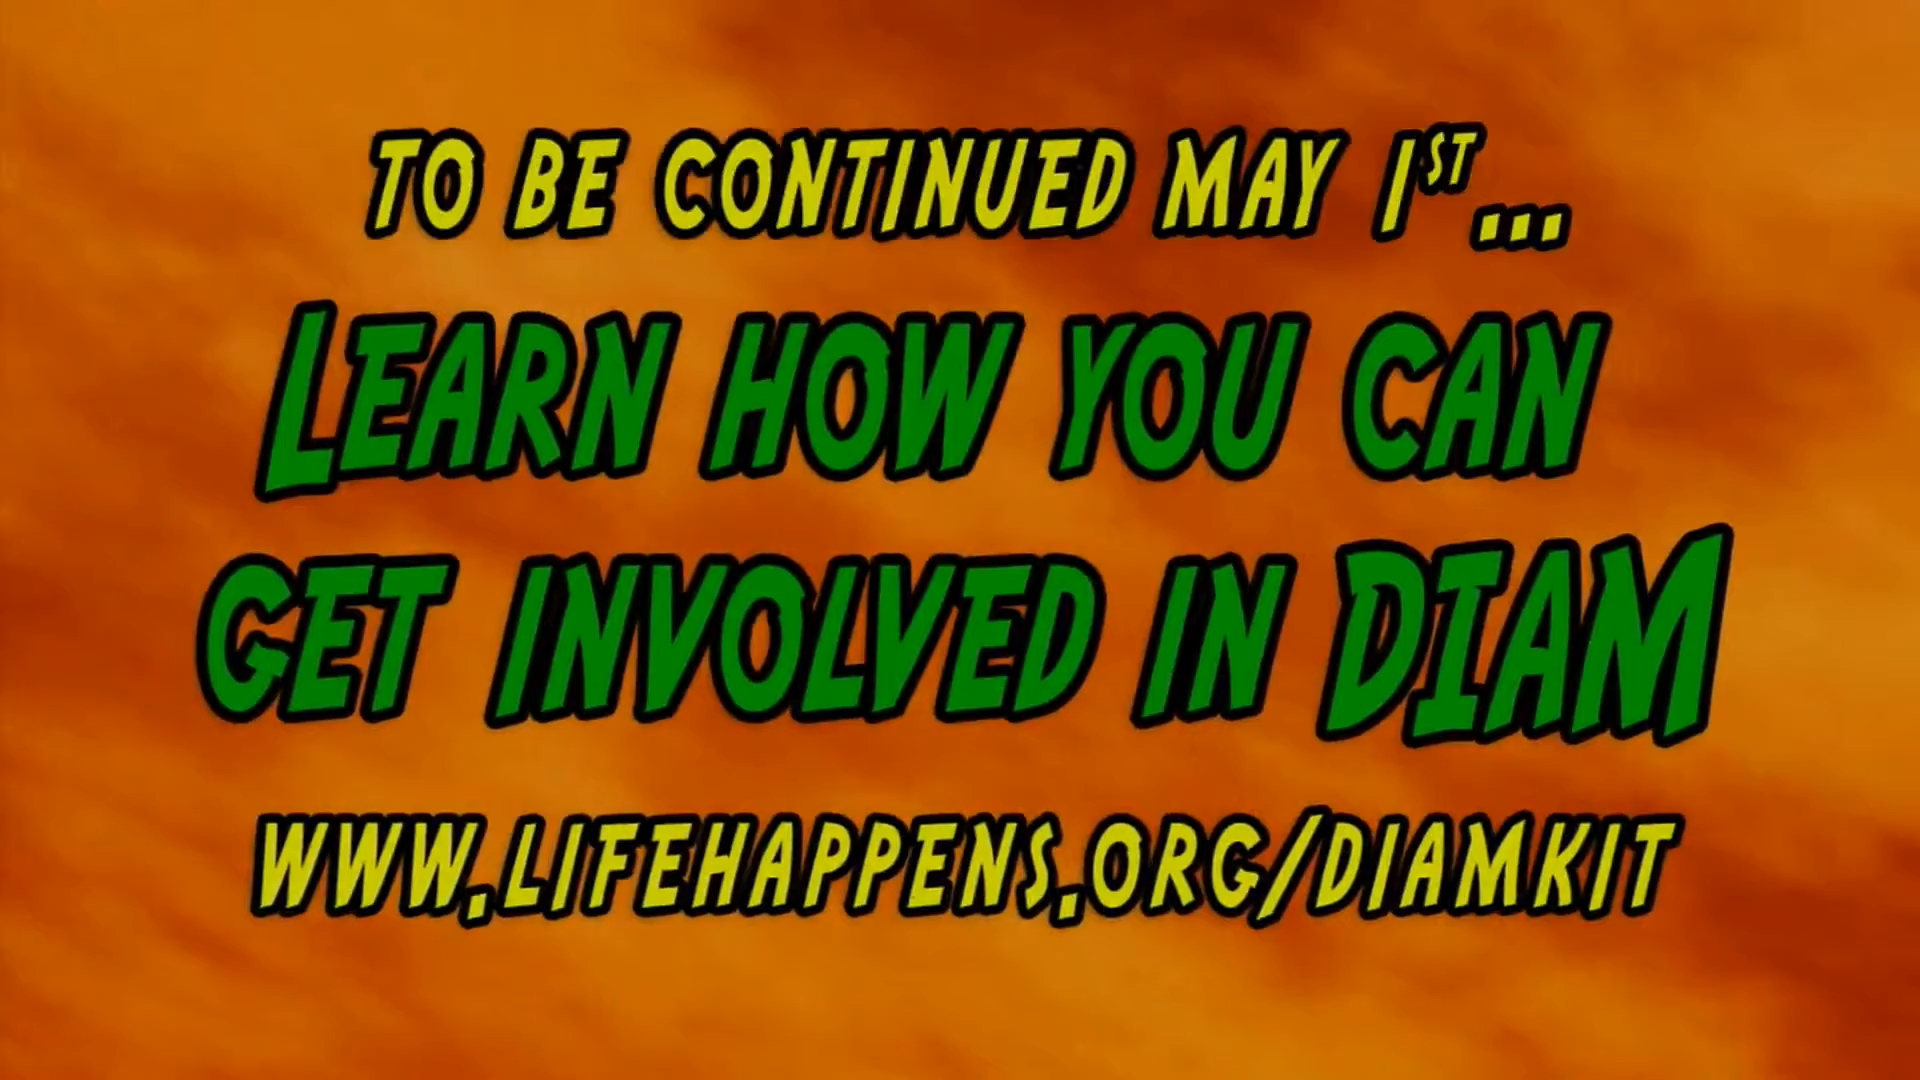 TO BE CONTINUED MAY 1ST...
LEARN HOW YOU CAN
GET INVOLVED IN DIAM
WWW.LIFEHAPPENS.ORG/DIAMKIT